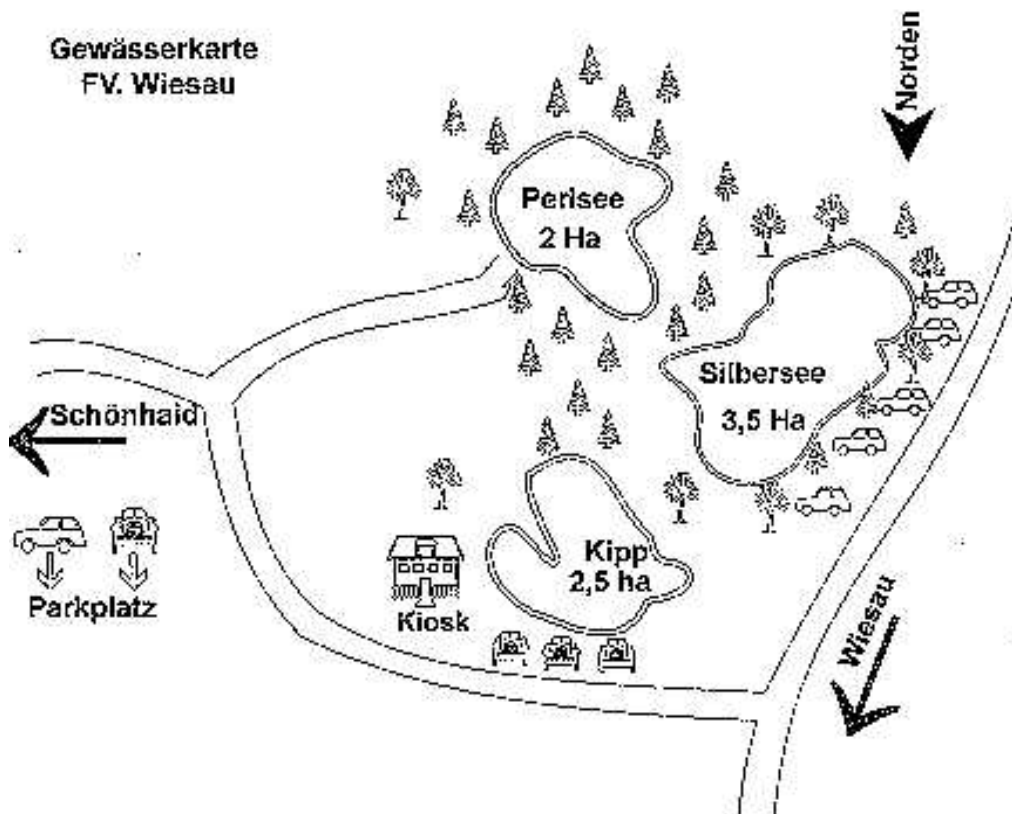 Gewässerkarte
FV. Wiesau
Norden
Perlsee
2 Ha
Silbersee
3,5 Ha
Schönhaid
Kipp
2,5 ha
Parkplatz
Kiosk
Wiesau